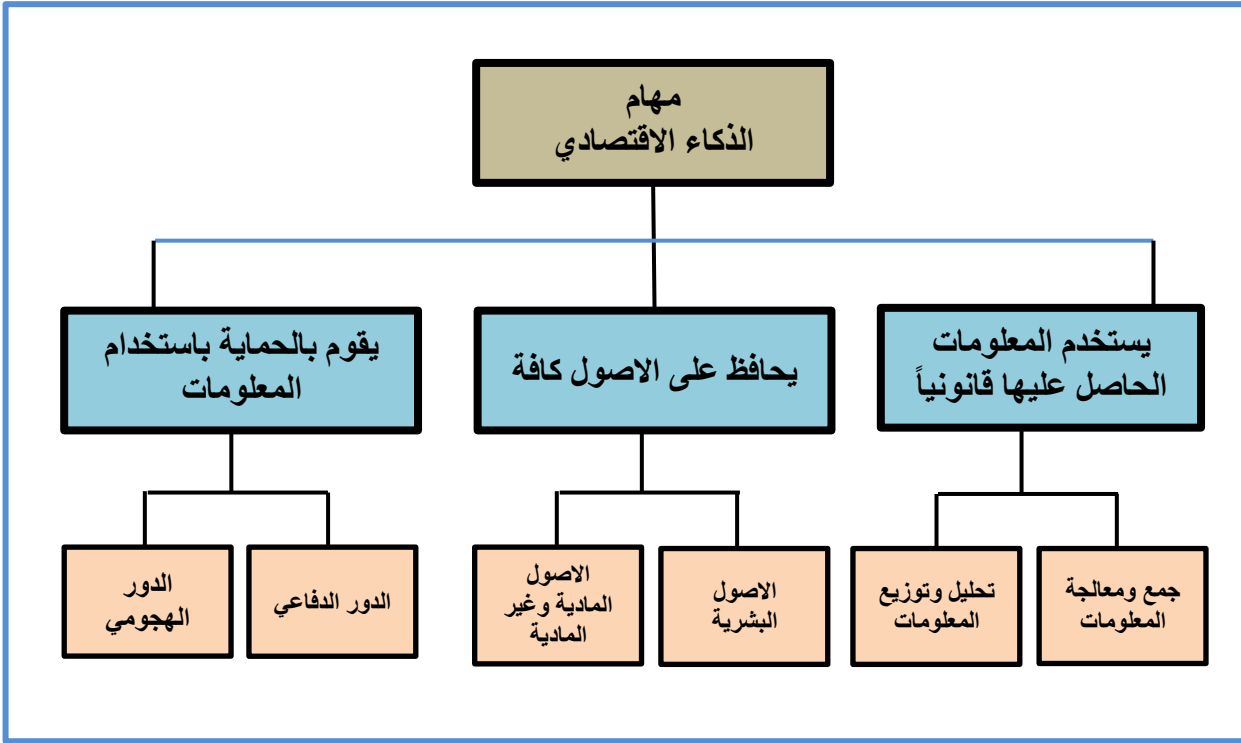 مهام
الذكاء الاقتصادي
يستخدم المعلومات
الحاصل عليها قانونياً
يحافظ على الاصول كافة
يقوم بالحماية باستخدام
المعلومات
جمع ومعالجة
المعلومات
تحليل وتوزيع
المعلومات
الاصول
البشرية
الاصول
المادية وغير
المادية
الدور الدفاعي
الدور
الهجومي